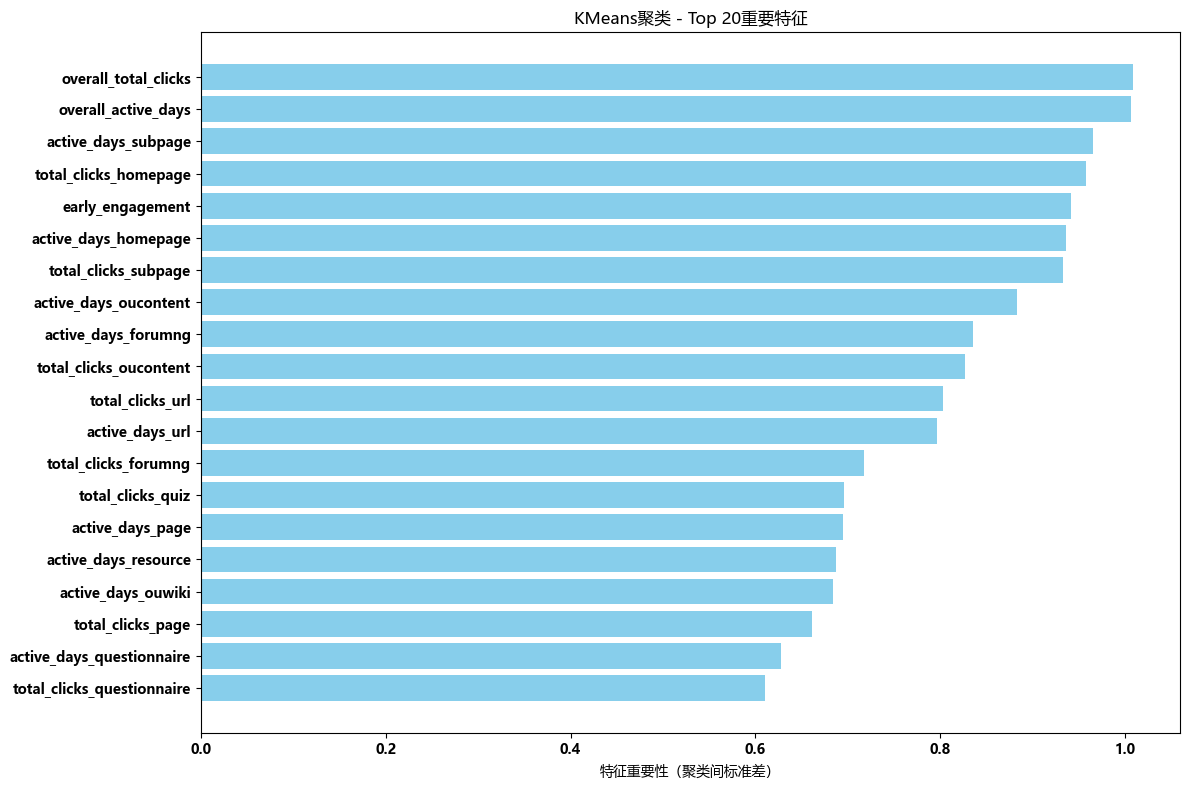 KMeans聚类 - Top 20重要特征
overall_total_clicks
overall_active_days
active_days_subpage
total_clicks_homepage
early_engagement
active_days_homepage
total_clicks_subpage
active_days_oucontent
active_days_forumng
total_clicks_oucontent
total_clicks_url
active_days_url
total_clicks_forumng
total_clicks_quiz
active_days_page
active_days_resource
active_days_ouwiki
total_clicks_page
active_days_questionnaire
total_clicks_questionnaire
0.0 0.2 0.4 0.6 0.8 1.0
特征重要性（聚类间标准差）